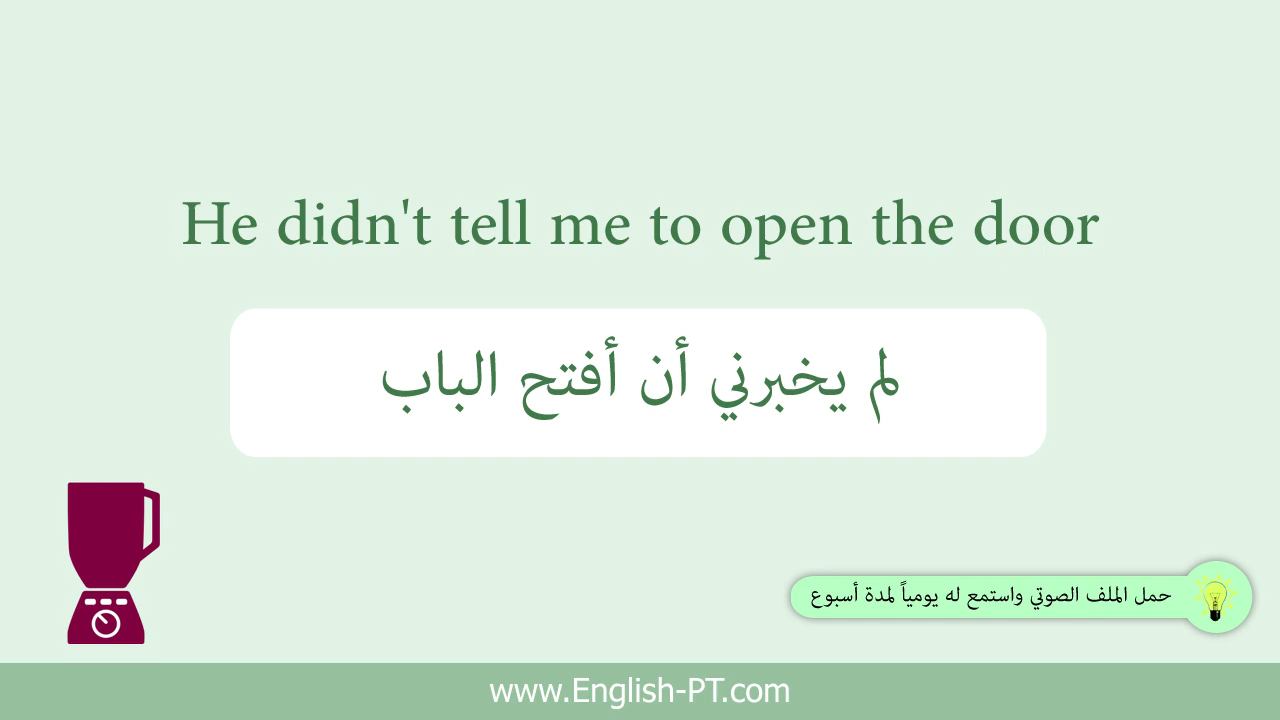 He didn't tell me to open the door
لم يخبرني أن أفتح الباب
حمل الملف الصوتي واستمع له يومياً لمدة أسبوع
www.English-PT.com